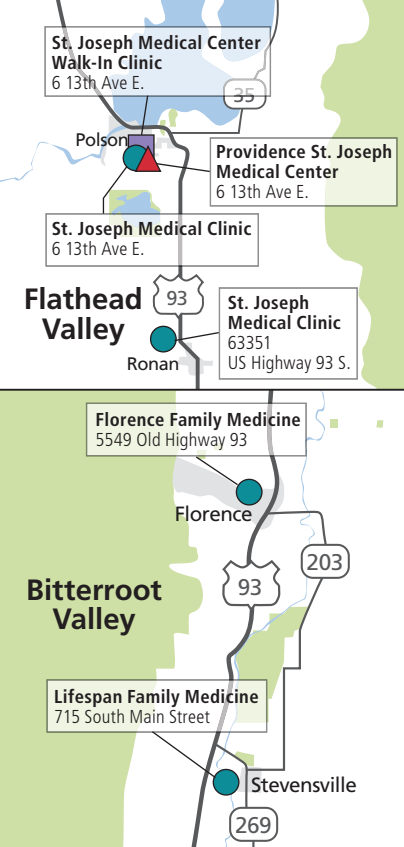 St. Joseph Medical Center
Walk-In Clinic
6 13th Ave E.
35
Polson
Providence St. Joseph
Medical Center
6 13th Ave E.
St. Joseph Medical Clinic
6 13th Ave E.
Flathead
Valley
93
St. Joseph
Medical Clinic
63351
US Highway 93 S.
Ronan
Florence Family Medicine
5549 Old Highway 93
Florence
203
93
Bitterroot
Valley
Lifespan Family Medicine
715 South Main Street
Stevensville
269